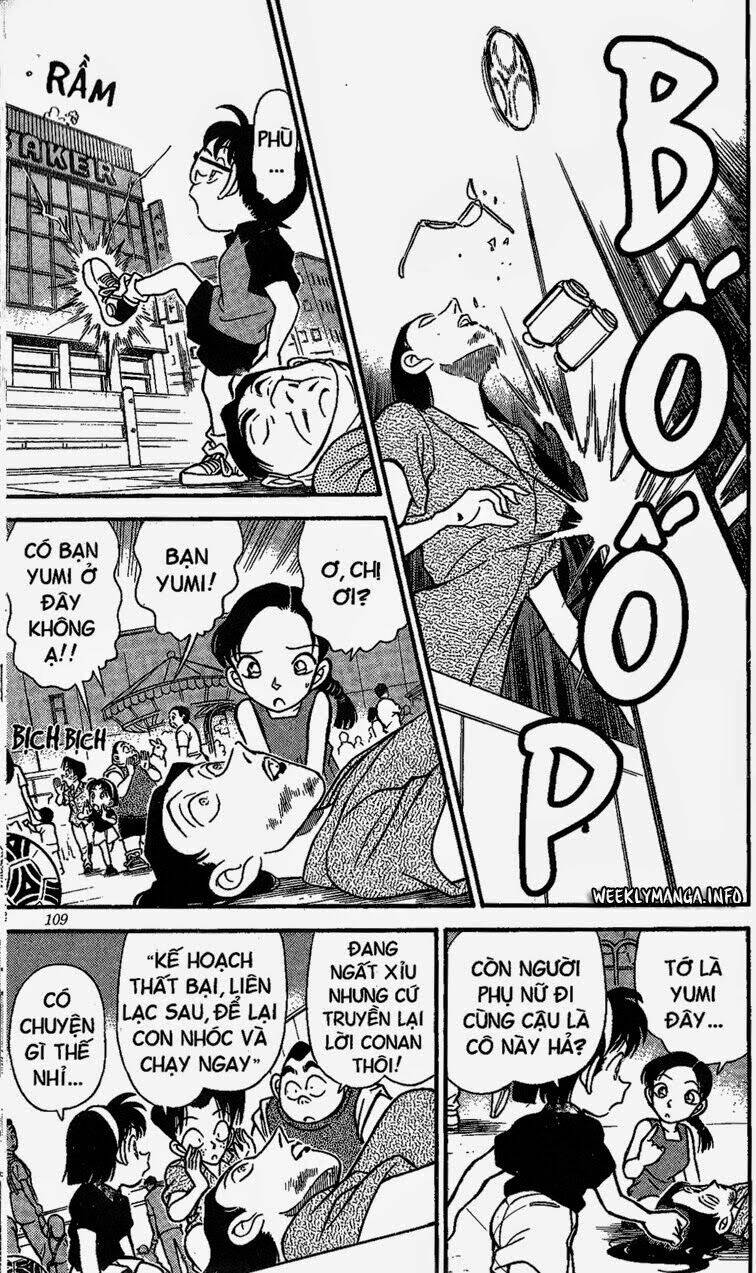 BỐỐP
RẦM
BAKER
PHÙ
...
WEEKLYMANGA.INFO
Ơ, CHỊ
ƠI?
BẠN
YUMI!
CÓ BẠN
YUMI Ở
ĐÂY
KHÔNG
Ạ!!
BỊCH BỊCH
109
TỚ LÀ
YUMI
ĐÂY...
CÒN NGƯỜI
PHỤ NỮ ĐI
CÙNG CẬU LÀ
CÔ NÀY HẢ?
ĐANG
NGẤT XỈU
NHƯNG CỨ
TRUYỀN LẠI
LỜI CONAN
THÔI!
"KẾ HOẠCH
THẤT BẠI, LIÊN
LẠC SAU, ĐỂ LẠI
CON NHÓC VÀ
CHẠY NGAY"
CÓ
CHUYỆN
GÌ THẾ
NHỈ...